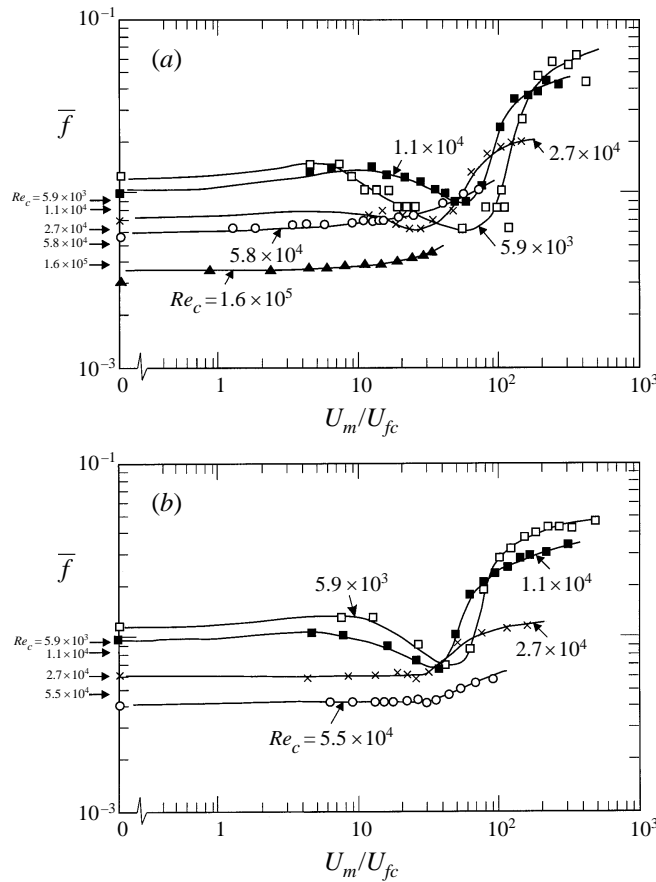 10⁻¹
(a)
f̅
1.1 × 10⁴
2.7 × 10⁴
Re_c = 5.9 × 10³
1.1 × 10⁴
2.7 × 10⁴
5.8 × 10⁴
1.6 × 10⁵
5.8 × 10⁴
5.9 × 10³
Re_c = 1.6 × 10⁵
10⁻³
0 1 10 10² 10³
U_m/U_fc
10⁻¹
(b)
f̅
5.9 × 10³
1.1 × 10⁴
Re_c = 5.9 × 10³
1.1 × 10⁴
2.7 × 10⁴
2.7 × 10⁴
5.5 × 10⁴
Re_c = 5.5 × 10⁴
10⁻³
0 1 10 10² 10³
U_m/U_fc